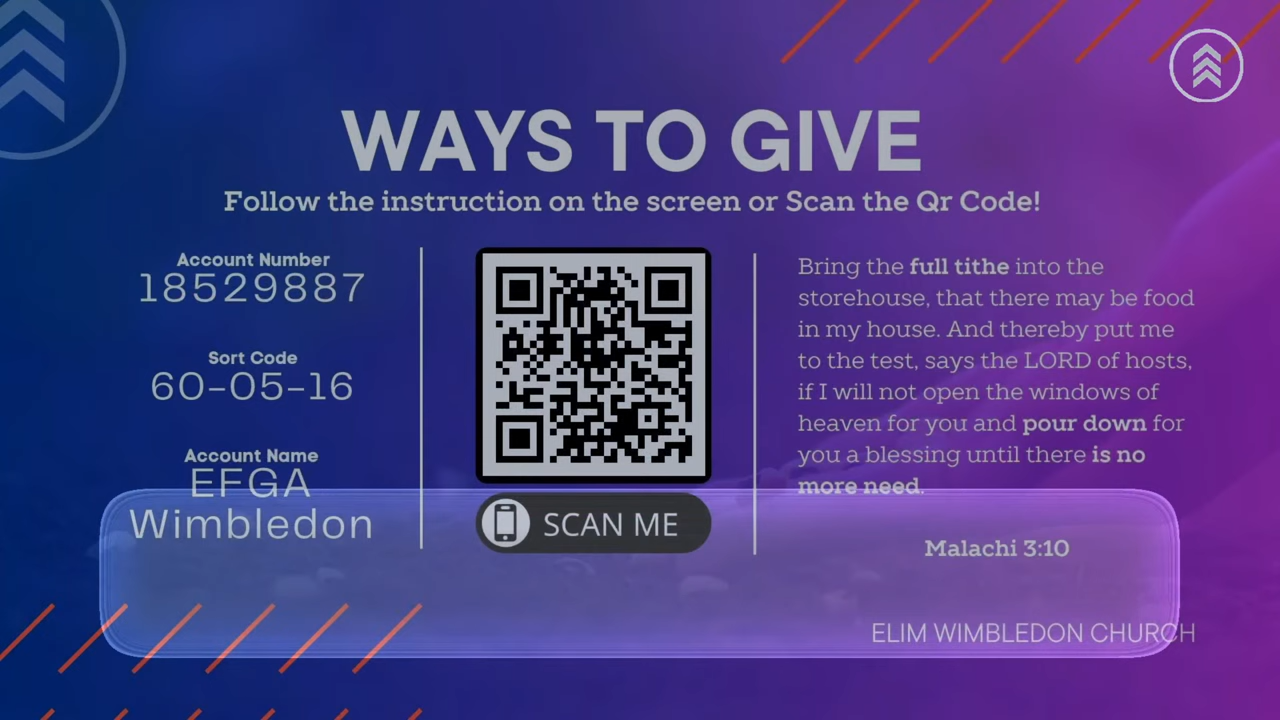 WAYS TO GIVE
Follow the instruction on the screen or Scan the Qr Code!
Account Number
18529887
Sort Code
60-05-16
Account Name
EFGA
Wimbledon
SCAN ME
Bring the full tithe into the
storehouse, that there may be food
in my house. And thereby put me
to the test, says the LORD of hosts,
if I will not open the windows of
heaven for you and pour down for
you a blessing until there is no
more need.
Malachi 3:10
ELIM WIMBLEDON CHURCH